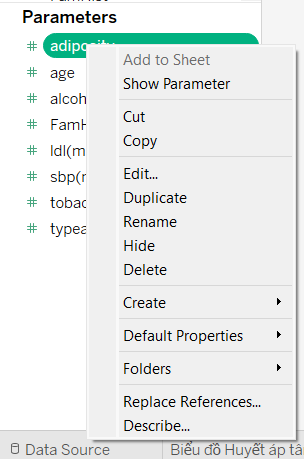 Parameters
adiposity
Add to Sheet
age
Show Parameter
alcoh
Cut
FamH
Copy
ldl(m
Edit...
sbp(m
Duplicate
tobac
Rename
typea
Hide
Delete
Create
Default Properties
Folders
Replace References...
Describe...
Data Source
Biểu đồ Huyết áp tâ